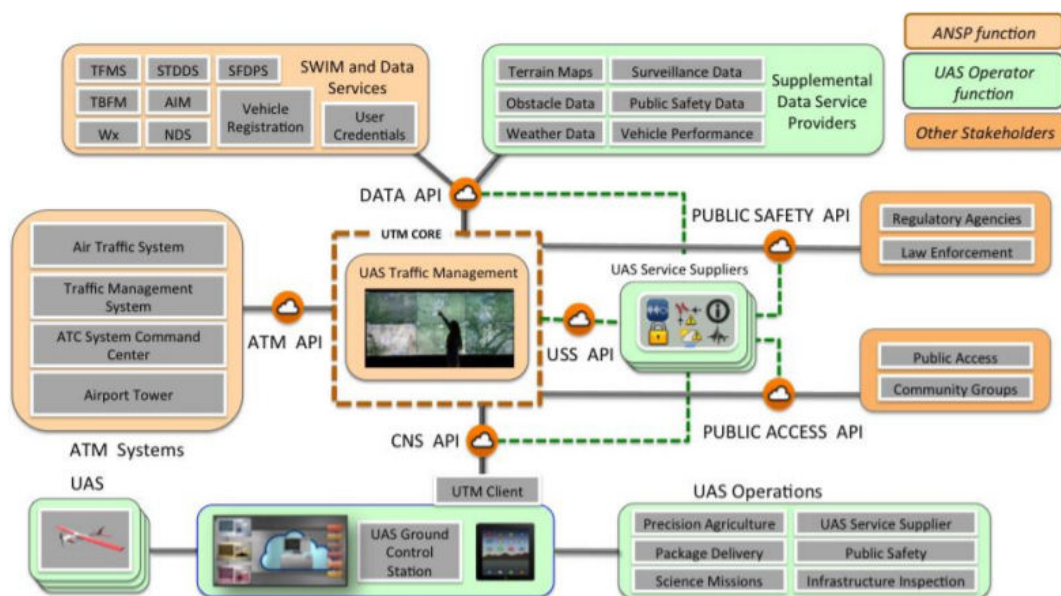 ANSP function
UAS Operator
function
Other Stakeholders
TFMS
STDDS
SFDPS
TBFM
AIM
Wx
NDS
SWIM and Data
Services
Vehicle
Registration
User
Credentials
Terrain Maps
Surveillance Data
Obstacle Data
Public Safety Data
Weather Data
Vehicle Performance
Supplemental
Data Service
Providers
DATA API
PUBLIC SAFETY API
Regulatory Agencies
Law Enforcement
Air Traffic System
Traffic Management
System
ATC System Command
Center
Airport Tower
ATM Systems
ATM API
UTM CORE
UAS Traffic Management
USS API
UAS Service Suppliers
Public Access
Community Groups
PUBLIC ACCESS API
CNS API
UTM Client
UAS
UAS Ground
Control
Station
UAS Operations
Precision Agriculture
UAS Service Supplier
Package Delivery
Public Safety
Science Missions
Infrastructure Inspection